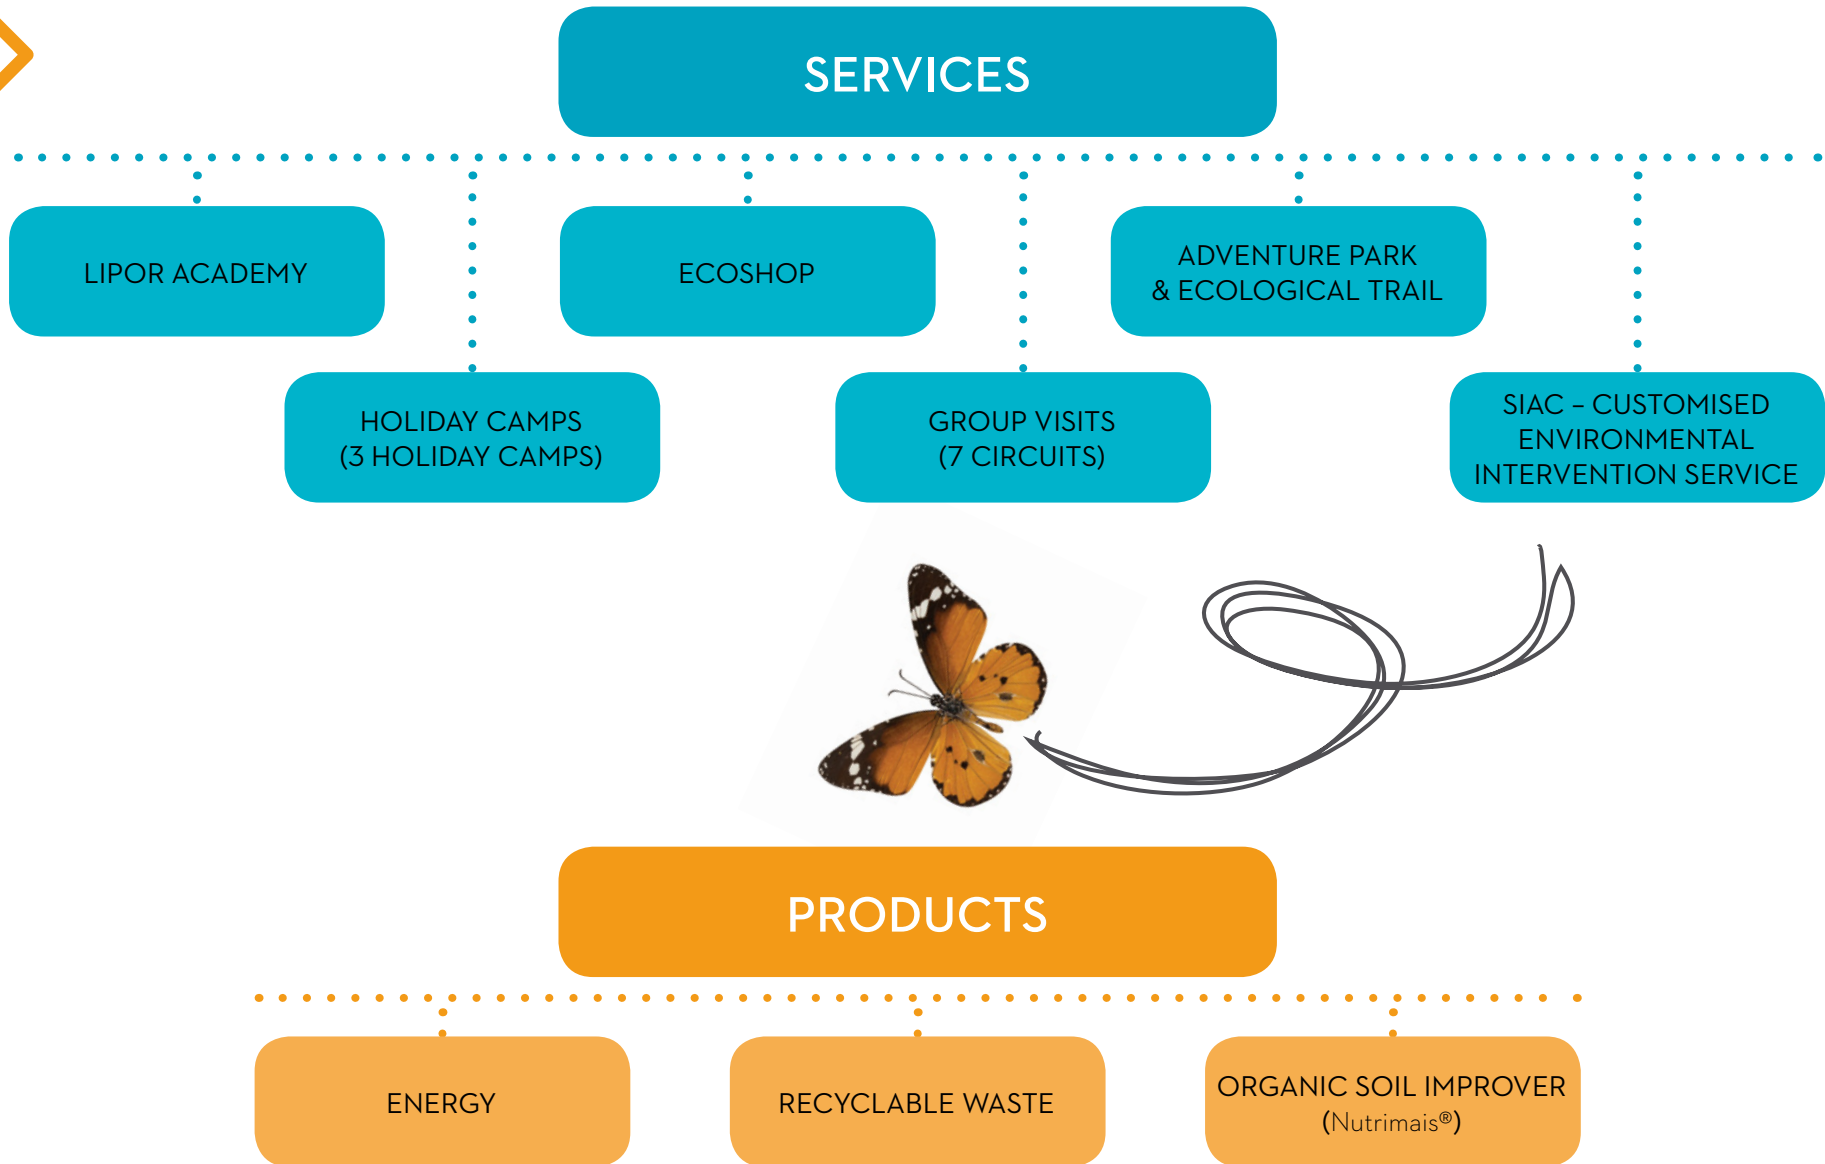 SERVICES
LIPOR ACADEMY
ECOSHOP
ADVENTURE PARK
& ECOLOGICAL TRAIL
HOLIDAY CAMPS
(3 HOLIDAY CAMPS)
GROUP VISITS
(7 CIRCUITS)
SIAC – CUSTOMISED
ENVIRONMENTAL
INTERVENTION SERVICE
PRODUCTS
ENERGY
RECYCLABLE WASTE
ORGANIC SOIL IMPROVER
(Nutrimais®)